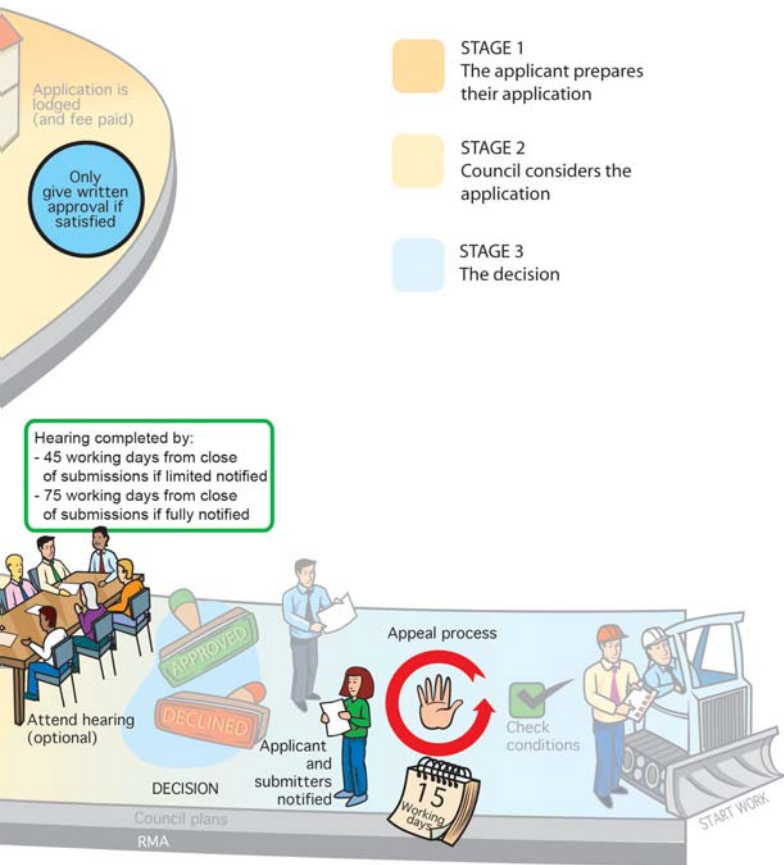 STAGE 1
The applicant prepares
their application
STAGE 2
Council considers the
application
STAGE 3
The decision
Application is
lodged
(and fee paid)
Only
give written
approval if
satisfied
Hearing completed by:
- 45 working days from close
of submissions if limited notified
- 75 working days from close
of submissions if fully notified
Attend hearing
(optional)
APPROVED
DECLINED
DECISION
Applicant
and
submitters
notified
Appeal process
15
Working
days
Check
conditions
START WORK
Council plans
RMA